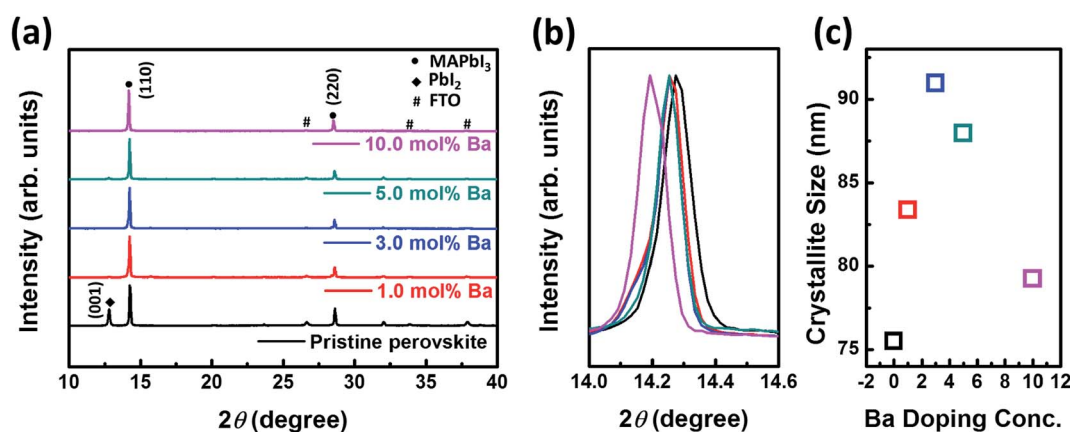 (a)
● MAPbI3
◆ PbI2
# FTO
(110)
(220)
# # #
10.0 mol% Ba
5.0 mol% Ba
3.0 mol% Ba
1.0 mol% Ba
(001)
Pristine perovskite
Intensity (arb. units)
10 15 20 25 30 35 40
2θ (degree)
(b)
Intensity (arb. units)
14.0 14.2 14.4 14.6
2θ (degree)
(c)
Crystallite Size (nm)
90
85
80
75
-2 0 2 4 6 8 10 12
Ba Doping Conc.